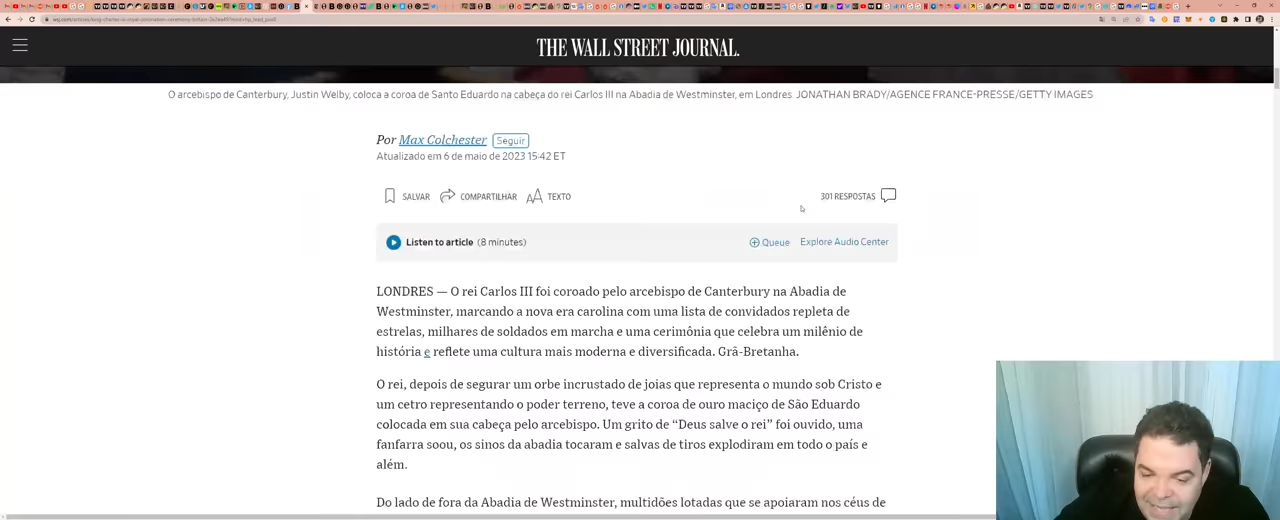 THE WALL STREET JOURNAL.
O arcebispo de Canterbury, Justin Welby, coloca a coroa de Santo Eduardo na cabeça do rei Carlos III na Abadia de Westminster, em Londres. JONATHAN BRADY/AGENCE FRANCE-PRESSE/GETTY IMAGES
Por Max Colchester Seguir
Atualizado em 6 de maio de 2023 15:42 ET
SALVAR COMPARTILHAR AA TEXTO 301 RESPOSTAS
Listen to article (8 minutes) Queue Explore Audio Center
LONDRES — O rei Carlos III foi coroado pelo arcebispo de Canterbury na Abadia de
Westminster, marcando a nova era carolina com uma lista de convidados repleta de
estrelas, milhares de soldados em marcha e uma cerimônia que celebra um milênio de
história e reflete uma cultura mais moderna e diversificada. Grã-Bretanha.
O rei, depois de segurar um orbe incrustado de joias que representa o mundo sob Cristo e
um cetro representando o poder terreno, teve a coroa de ouro maciço de São Eduardo
colocada em sua cabeça pelo arcebispo. Um grito de “Deus salve o rei” foi ouvido, uma
fanfarra soou, os sinos da abadia tocaram e salvas de tiros explodiram em todo o país e
além.
Do lado de fora da Abadia de Westminster, multidões lotadas que se apoiaram nos céus de